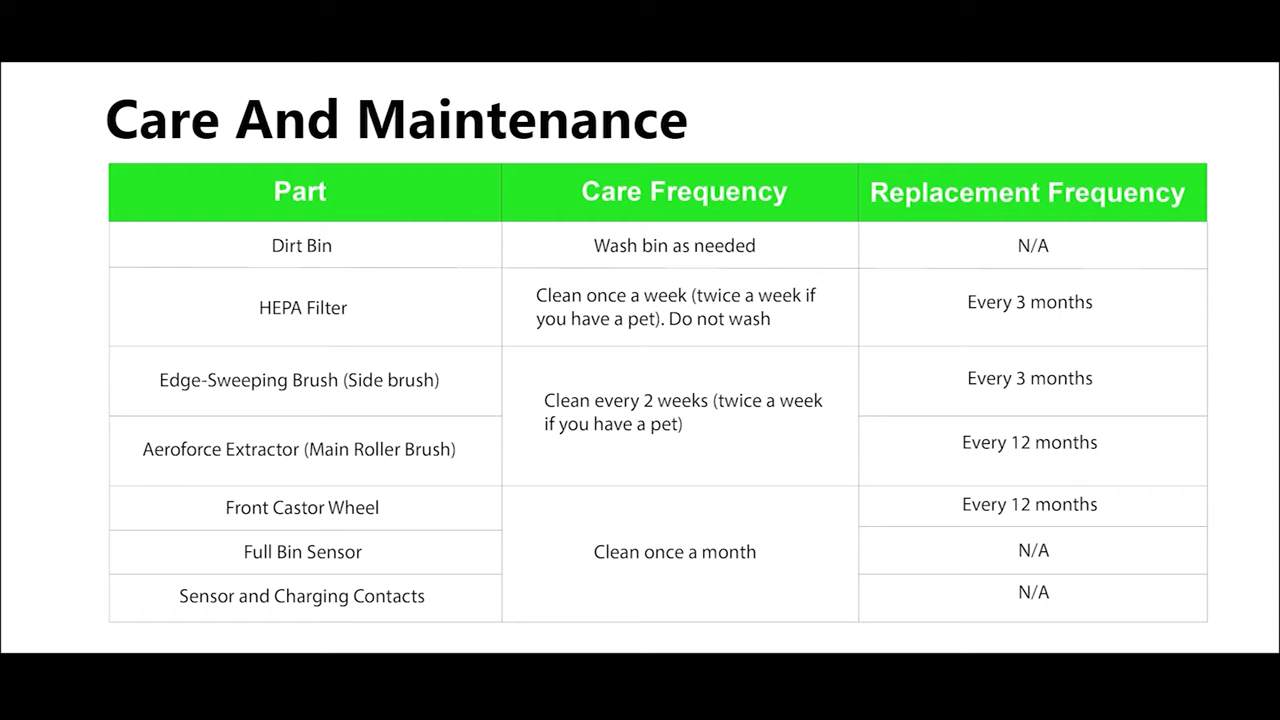 Care And Maintenance
Part
Care Frequency
Replacement Frequency
Dirt Bin
Wash bin as needed
N/A
HEPA Filter
Clean once a week (twice a week if
you have a pet). Do not wash
Every 3 months
Edge-Sweeping Brush (Side brush)
Clean every 2 weeks (twice a week
if you have a pet)
Every 3 months
Aeroforce Extractor (Main Roller Brush)
Every 12 months
Front Castor Wheel
Clean once a month
Every 12 months
Full Bin Sensor
N/A
Sensor and Charging Contacts
N/A